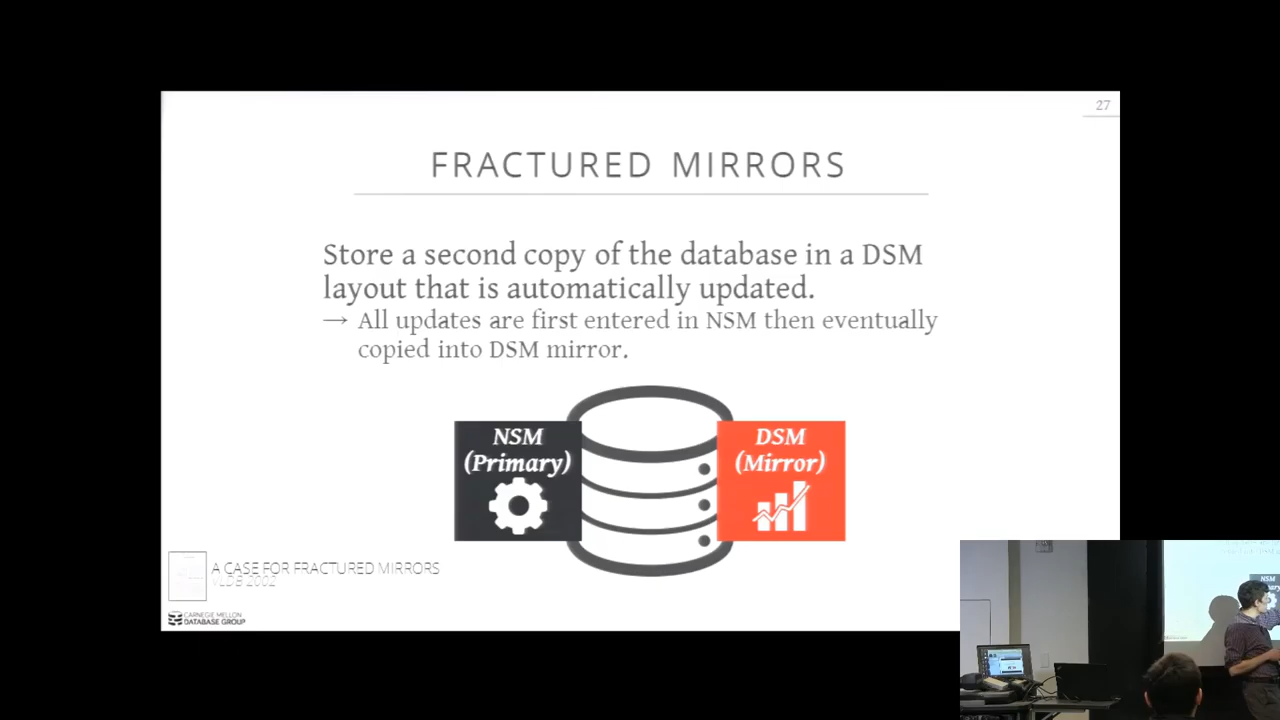 27
FRACTURED MIRRORS
Store a second copy of the database in a DSM
layout that is automatically updated.
→ All updates are first entered in NSM then eventually
copied into DSM mirror.
NSM
(Primary)
DSM
(Mirror)
A CASE FOR FRACTURED MIRRORS
VLDB 2002
CARNEGIE MELLON
DATABASE GROUP
NSM